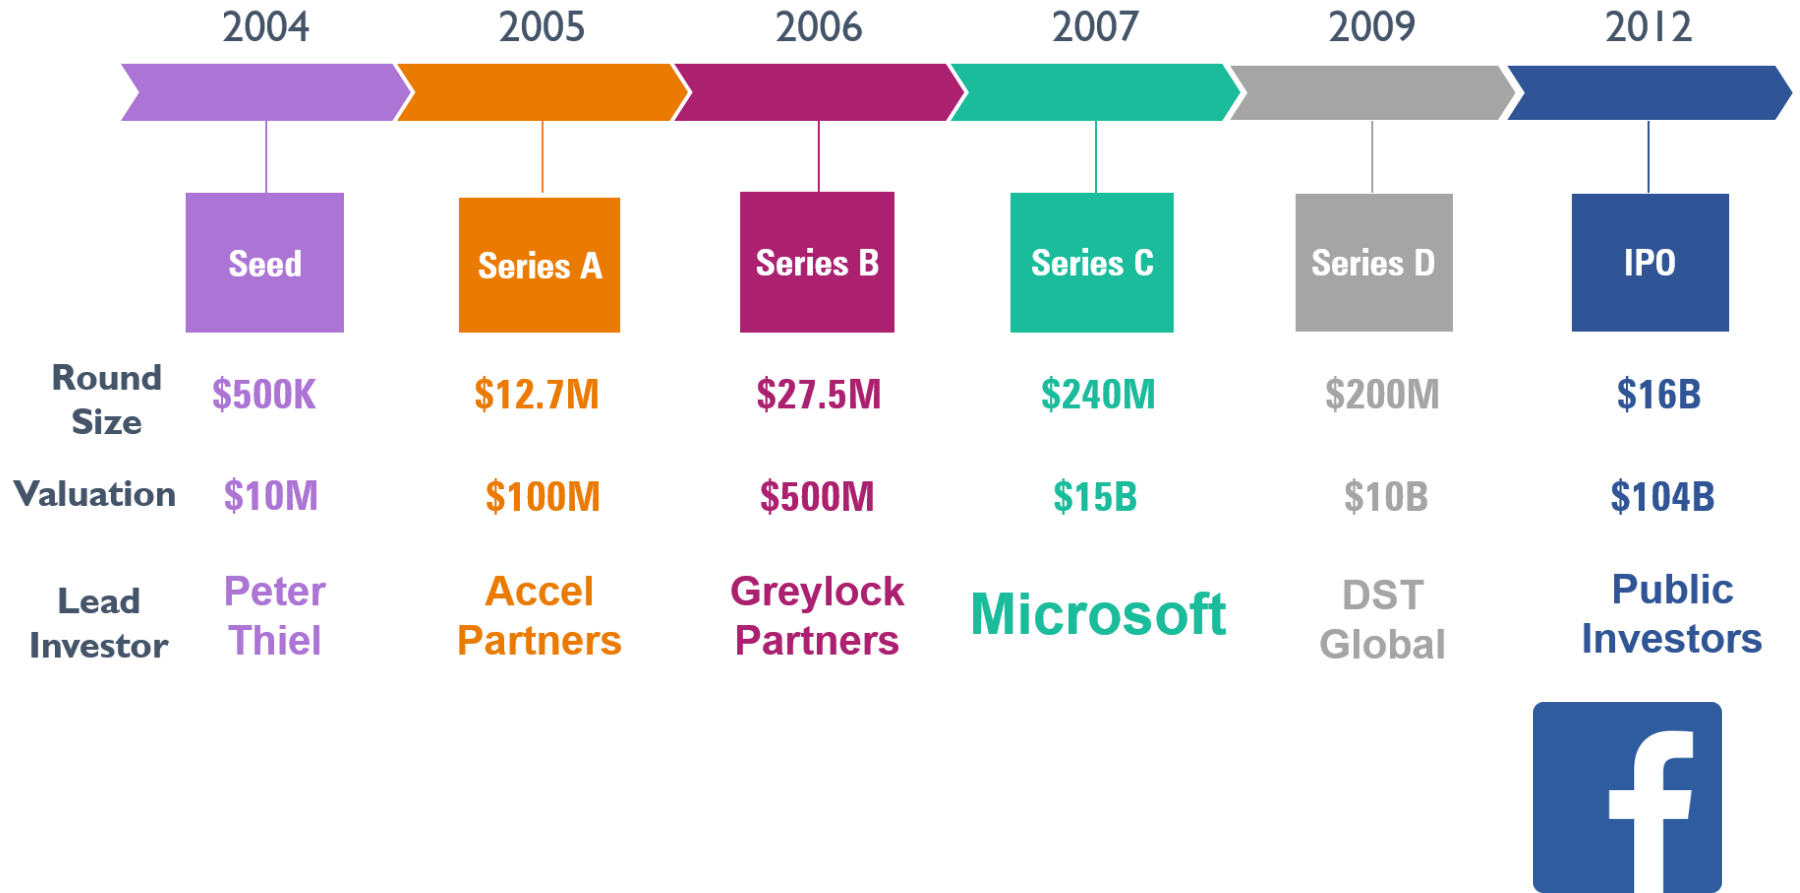 2004 2005 2006 2007 2009 2012
Seed Series A Series B Series C Series D IPO
Round
Size
$500K $12.7M $27.5M $240M $200M $16B
Valuation $10M $100M $500M $15B $10B $104B
Lead
Investor
Peter
Thiel
Accel
Partners
Greylock
Partners
Microsoft
DST
Global
Public
Investors
f